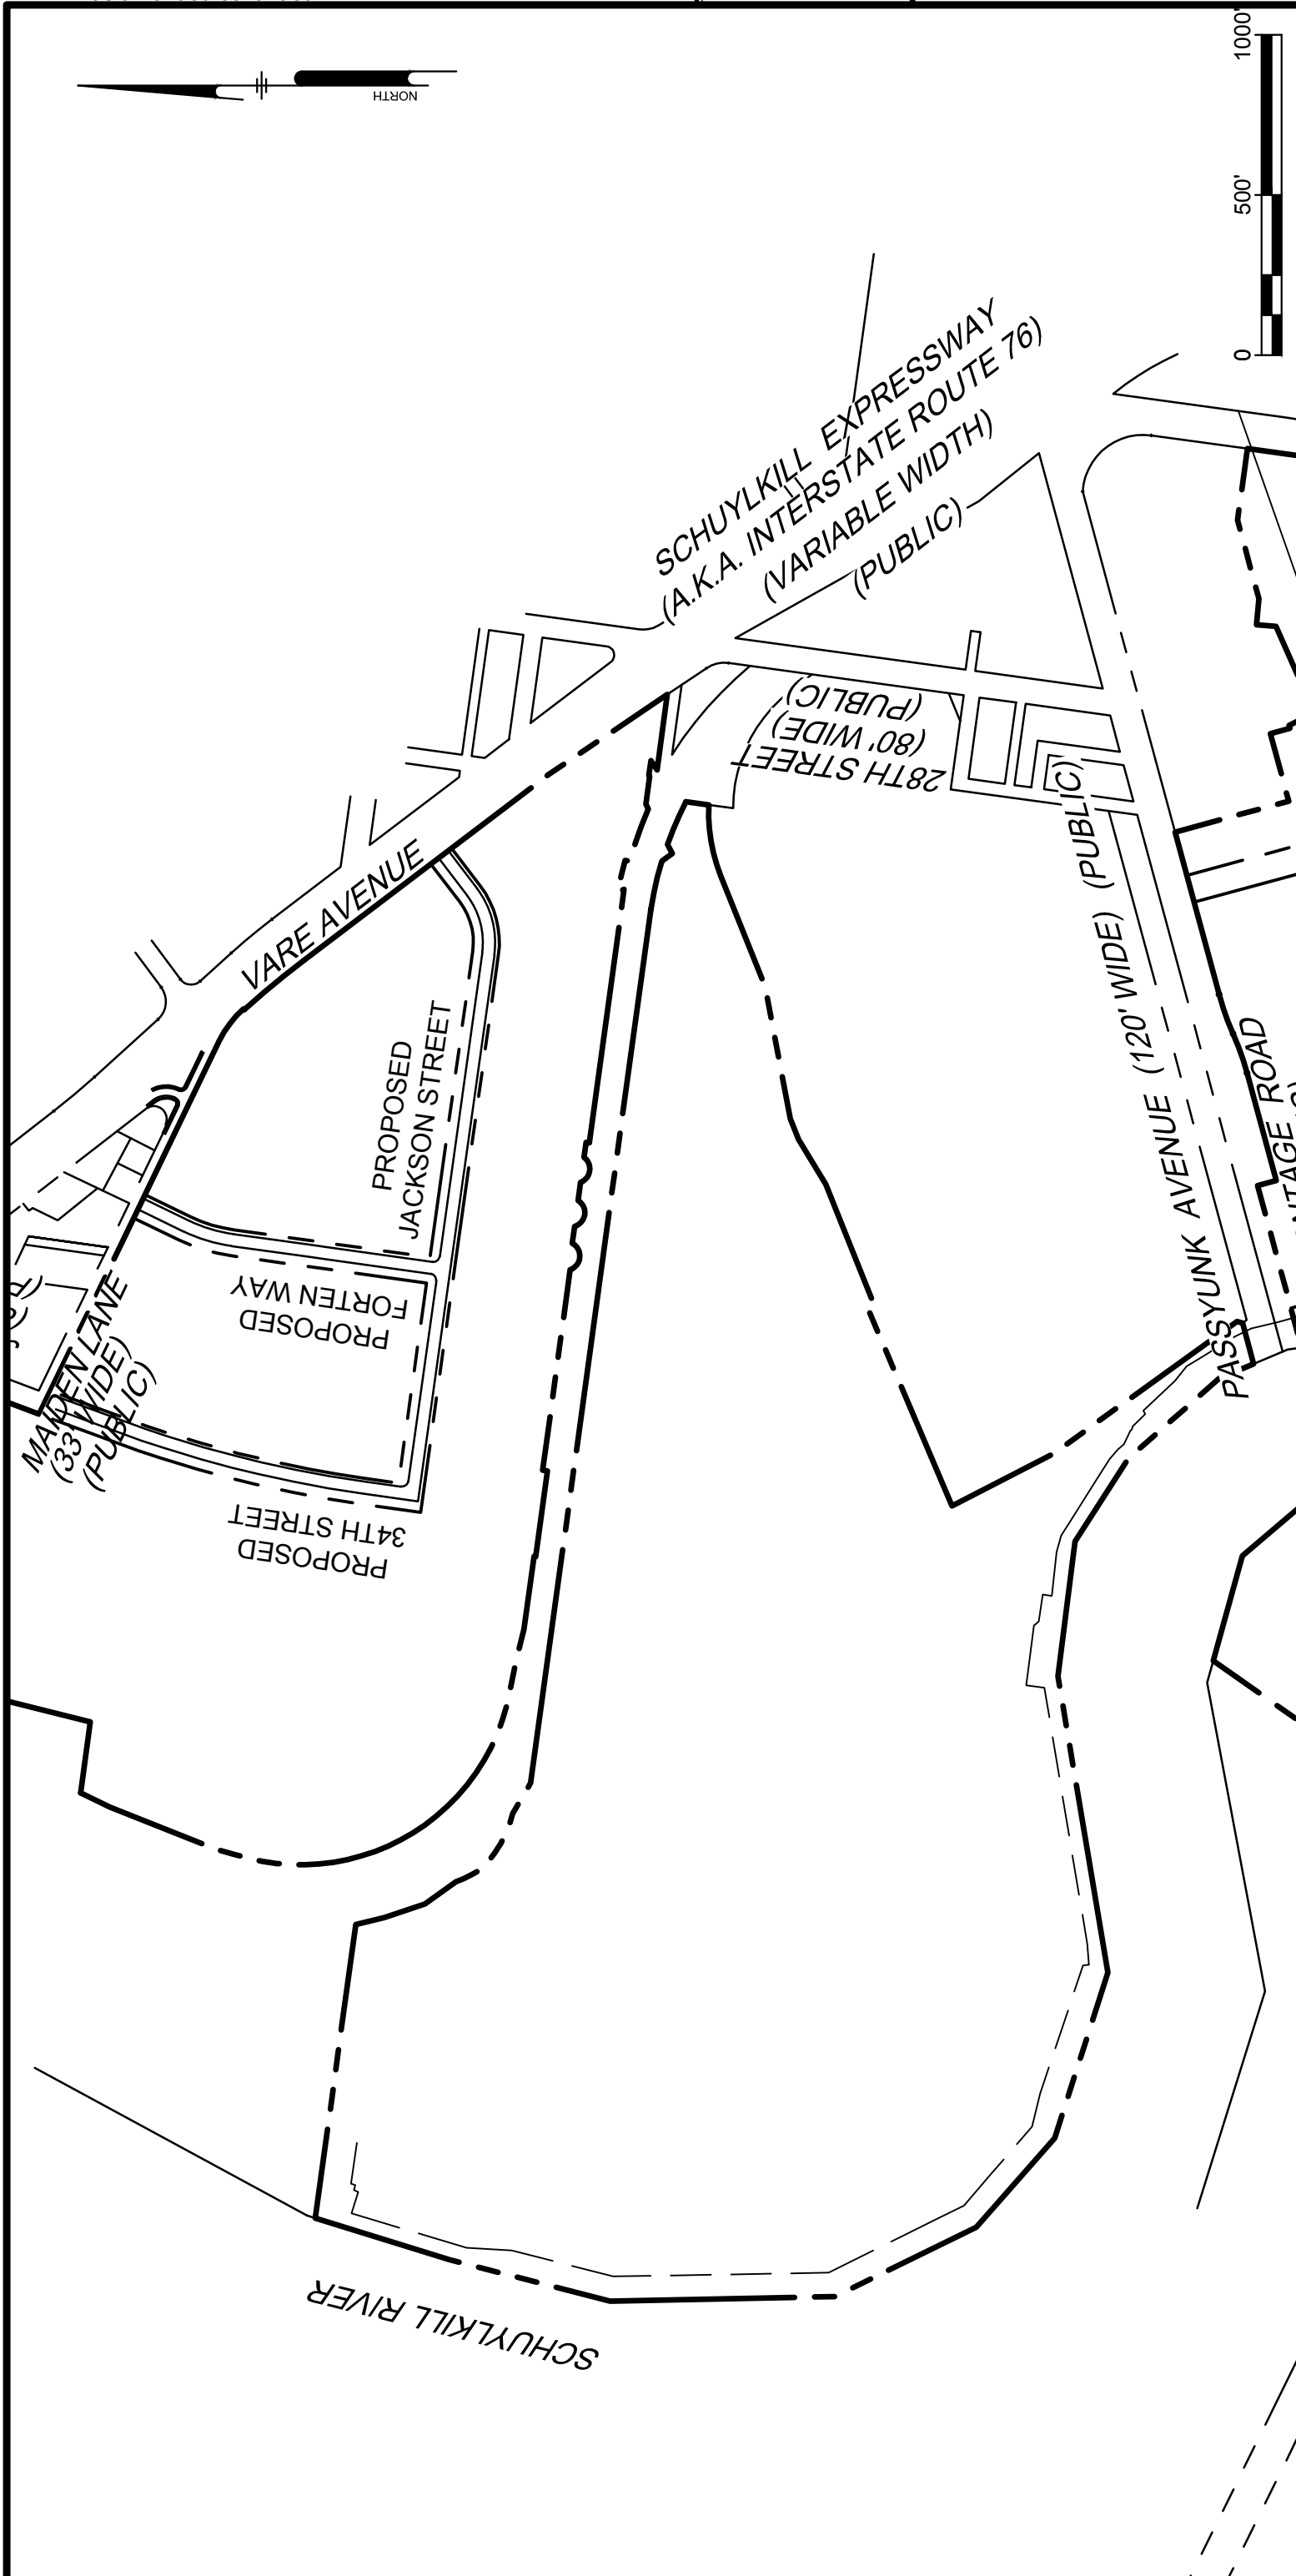 NORTH
1000'
500'
0
SCHUYLKILL EXPRESSWAY
(A.K.A. INTERSTATE ROUTE 76)
(VARIABLE WIDTH)
(PUBLIC)
28TH STREET
(80' WIDE)
(PUBLIC)
VARE AVENUE
PROPOSED
JACKSON STREET
PROPOSED
FORTEN WAY
MAIDEN LANE
(33' WIDE)
(PUBLIC)
PROPOSED
34TH STREET
PASSYUNK AVENUE (120' WIDE) (PUBLIC)
ROAD
SCHUYLKILL RIVER